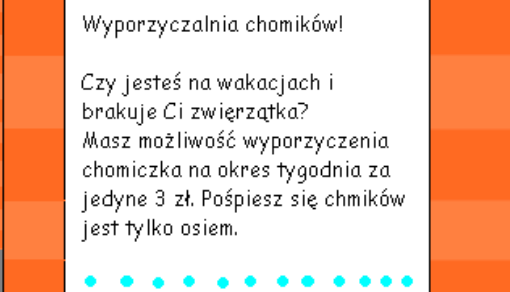 Wyporzyczalnia chomików!
Czy jesteś na wakacjach i
brakuje Ci zwięrzątka?
Masz możliwość wyporzyczenia
chomiczka na okres tygodnia za
jedyne 3 zł. Pośpiesz się chmików
jest tylko osiem.